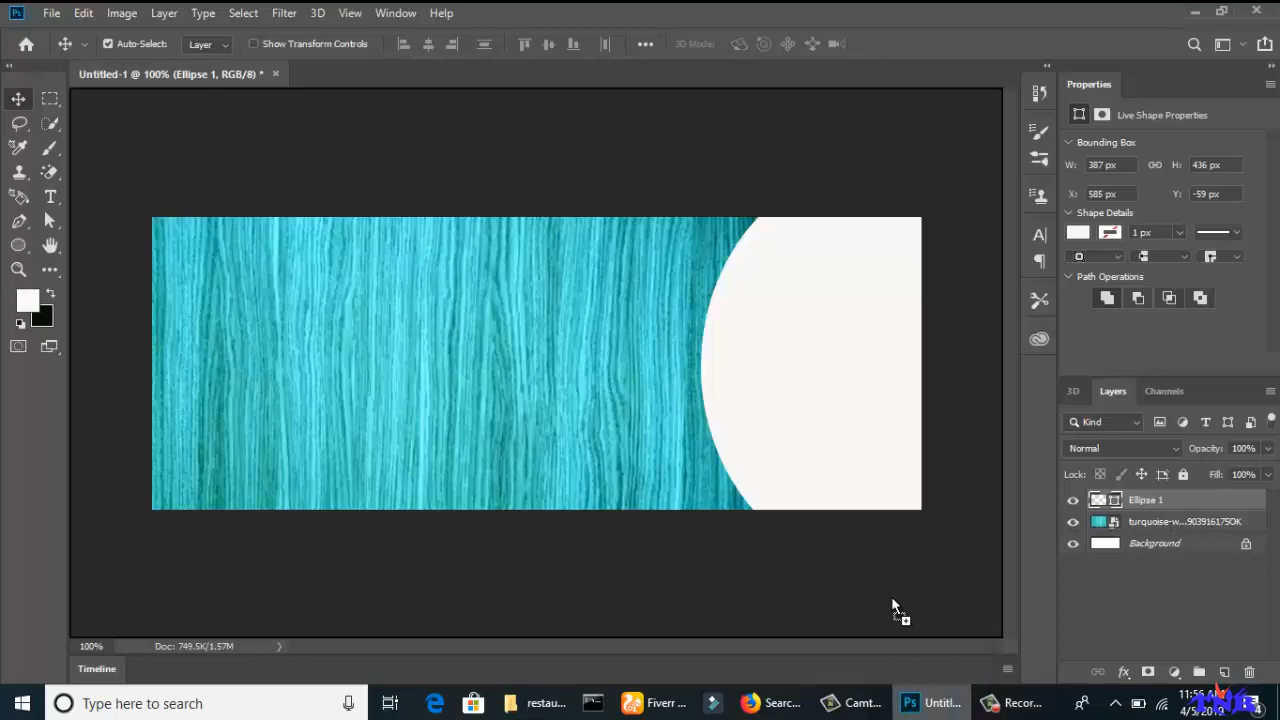 Ps File Edit Image Layer Type Select Filter 3D View Window Help
Auto-Select: Layer Show Transform Controls 3D Mode:
Untitled-1 @ 100% (Ellipse 1, RGB/8) *
Properties
Live Shape Properties
Bounding Box
W: 387 px H: 436 px
X: 585 px Y: -59 px
Shape Details
1 px
Path Operations
3D Layers Channels
Kind
Normal Opacity: 100%
Lock: Fill: 100%
Ellipse 1
turquoise-w...903916175OK
Background
100% Doc: 749.5K/1.57M
Timeline
Type here to search
restau... Fiverr ... Searc... Camt... Ps Untitl... Recor...
4
TNB